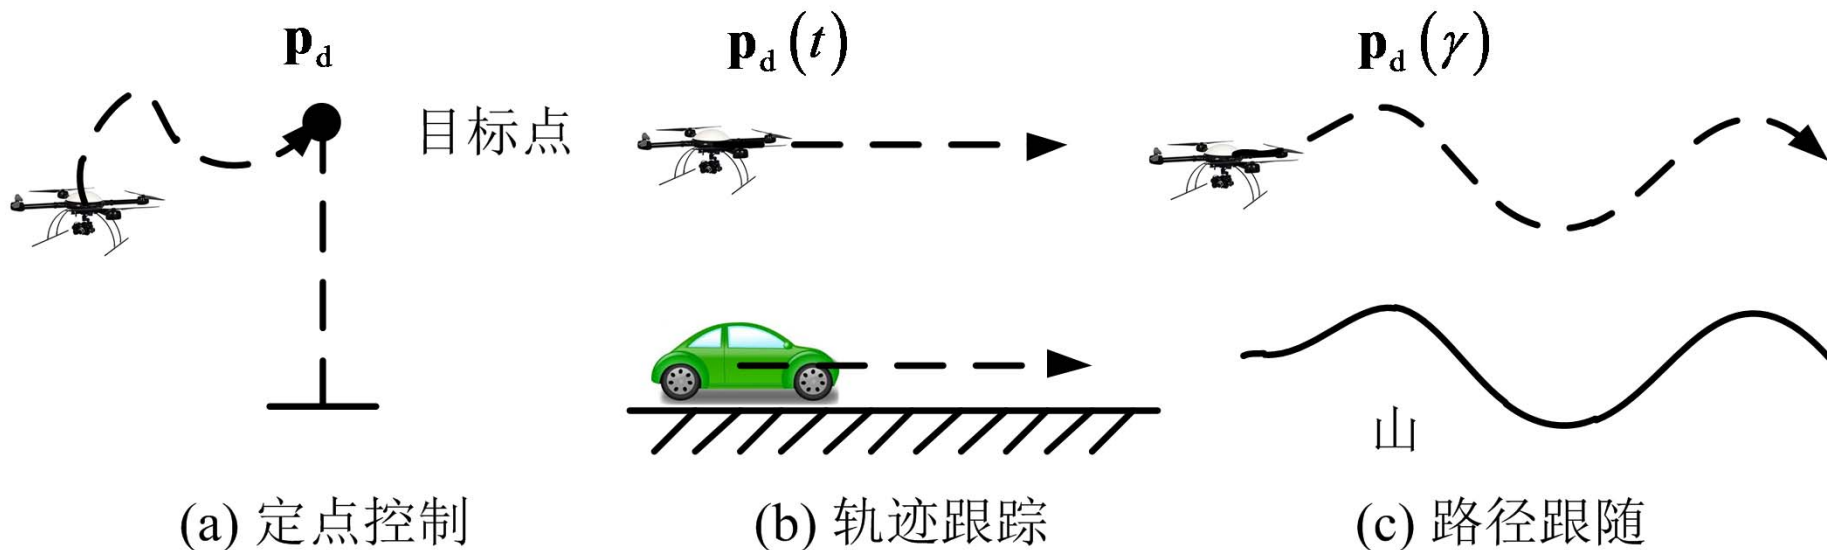 p_d
目标点
(a) 定点控制
p_d(t)
(b) 轨迹跟踪
p_d(γ)
山
(c) 路径跟随